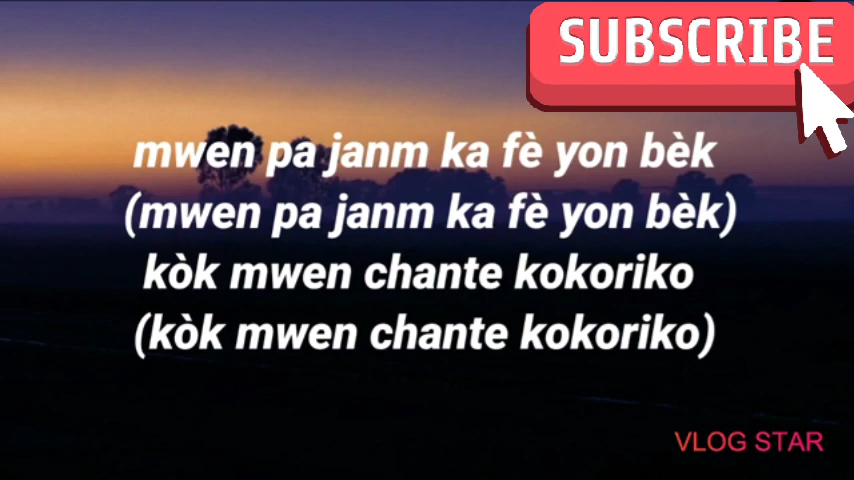 SUBSCRIBE
mwen pa janm ka fè yon bèk
(mwen pa janm ka fè yon bèk)
kòk mwen chante kokoriko
(kòk mwen chante kokoriko)
VLOG STAR